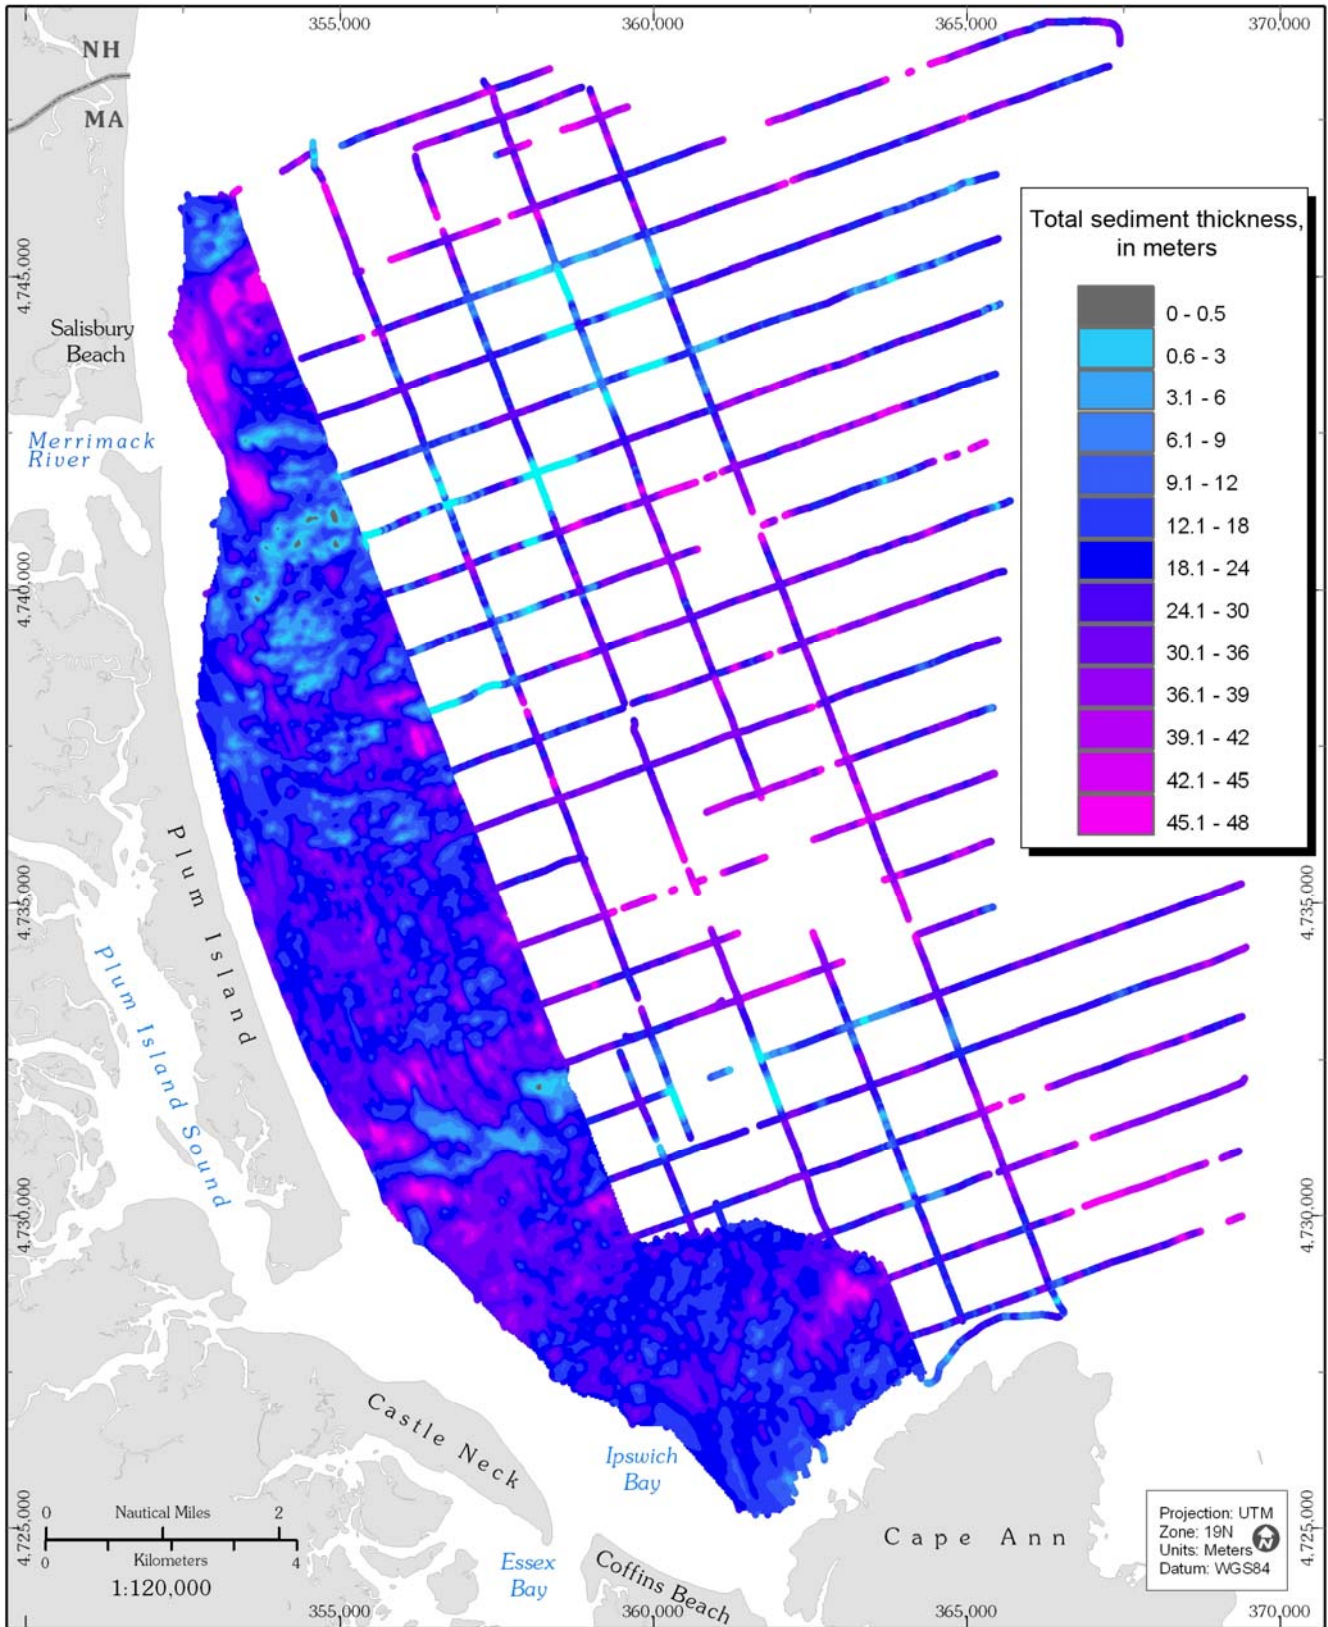 355,000
360,000
365,000
370,000
NH
MA
4,745,000
Salisbury
Beach
Merrimack
River
4,740,000
Total sediment thickness,
in meters
0 - 0.5
0.6 - 3
3.1 - 6
6.1 - 9
9.1 - 12
12.1 - 18
18.1 - 24
24.1 - 30
30.1 - 36
36.1 - 39
39.1 - 42
42.1 - 45
45.1 - 48
Plum Island
4,735,000
4,735,000
Plum Island Sound
4,730,000
4,730,000
Castle Neck
Ipswich
Bay
4,725,000
4,725,000
0 Nautical Miles 2
0 Kilometers 4
1:120,000
Essex
Bay
Coffins Beach
Cape Ann
Projection: UTM
Zone: 19N
Units: Meters
Datum: WGS84
N
355,000
360,000
365,000
370,000